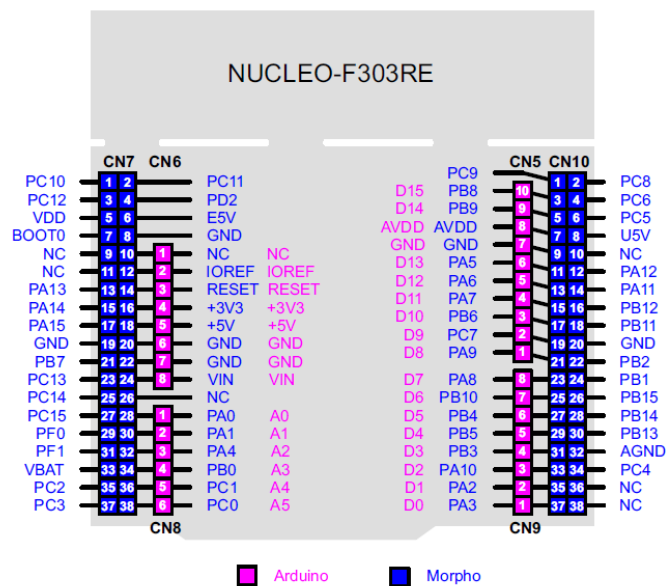 NUCLEO-F303RE
CN7 CN6 CN5 CN10
PC9
PC10 1 2 PC11 D15 PB8 10 1 2 PC8
PC12 3 4 PD2 D14 PB9 9 3 4 PC6
VDD 5 6 E5V AVDD AVDD 8 5 6 PC5
BOOT0 7 8 GND GND GND 7 7 8 U5V
NC 9 10 1 NC NC D13 PA5 6 9 10 NC
NC 11 12 2 IOREF IOREF D12 PA6 5 11 12 PA12
PA13 13 14 3 RESET RESET D11 PA7 4 13 14 PA11
PA14 15 16 4 +3V3 +3V3 D10 PB6 3 15 16 PB12
PA15 17 18 5 +5V +5V D9 PC7 2 17 18 PB11
GND 19 20 6 GND GND D8 PA9 1 19 20 GND
PB7 21 22 7 GND GND 21 22 PB2
PC13 23 24 8 VIN VIN D7 PA8 8 23 24 PB1
PC14 25 26 NC D6 PB10 7 25 26 PB15
PC15 27 28 1 PA0 A0 D5 PB4 6 27 28 PB14
PF0 29 30 2 PA1 A1 D4 PB5 5 29 30 PB13
PF1 31 32 3 PA4 A2 D3 PB3 4 31 32 AGND
VBAT 33 34 4 PB0 A3 D2 PA10 3 33 34 PC4
PC2 35 36 5 PC1 A4 D1 PA2 2 35 36 NC
PC3 37 38 6 PC0 A5 D0 PA3 1 37 38 NC
CN8 CN9
Arduino Morpho